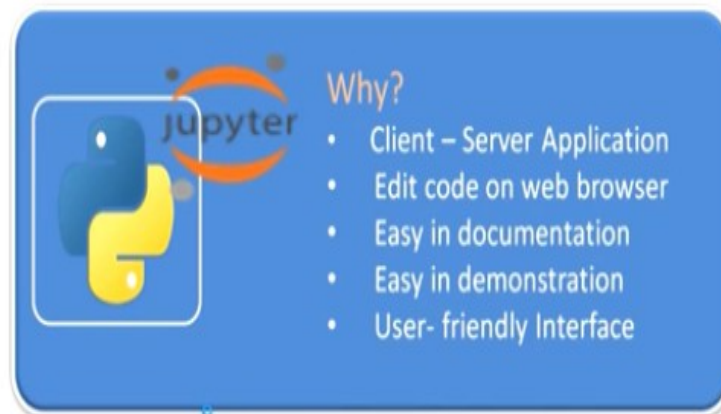 jupyter
Why?
• Client – Server Application
• Edit code on web browser
• Easy in documentation
• Easy in demonstration
• User- friendly Interface